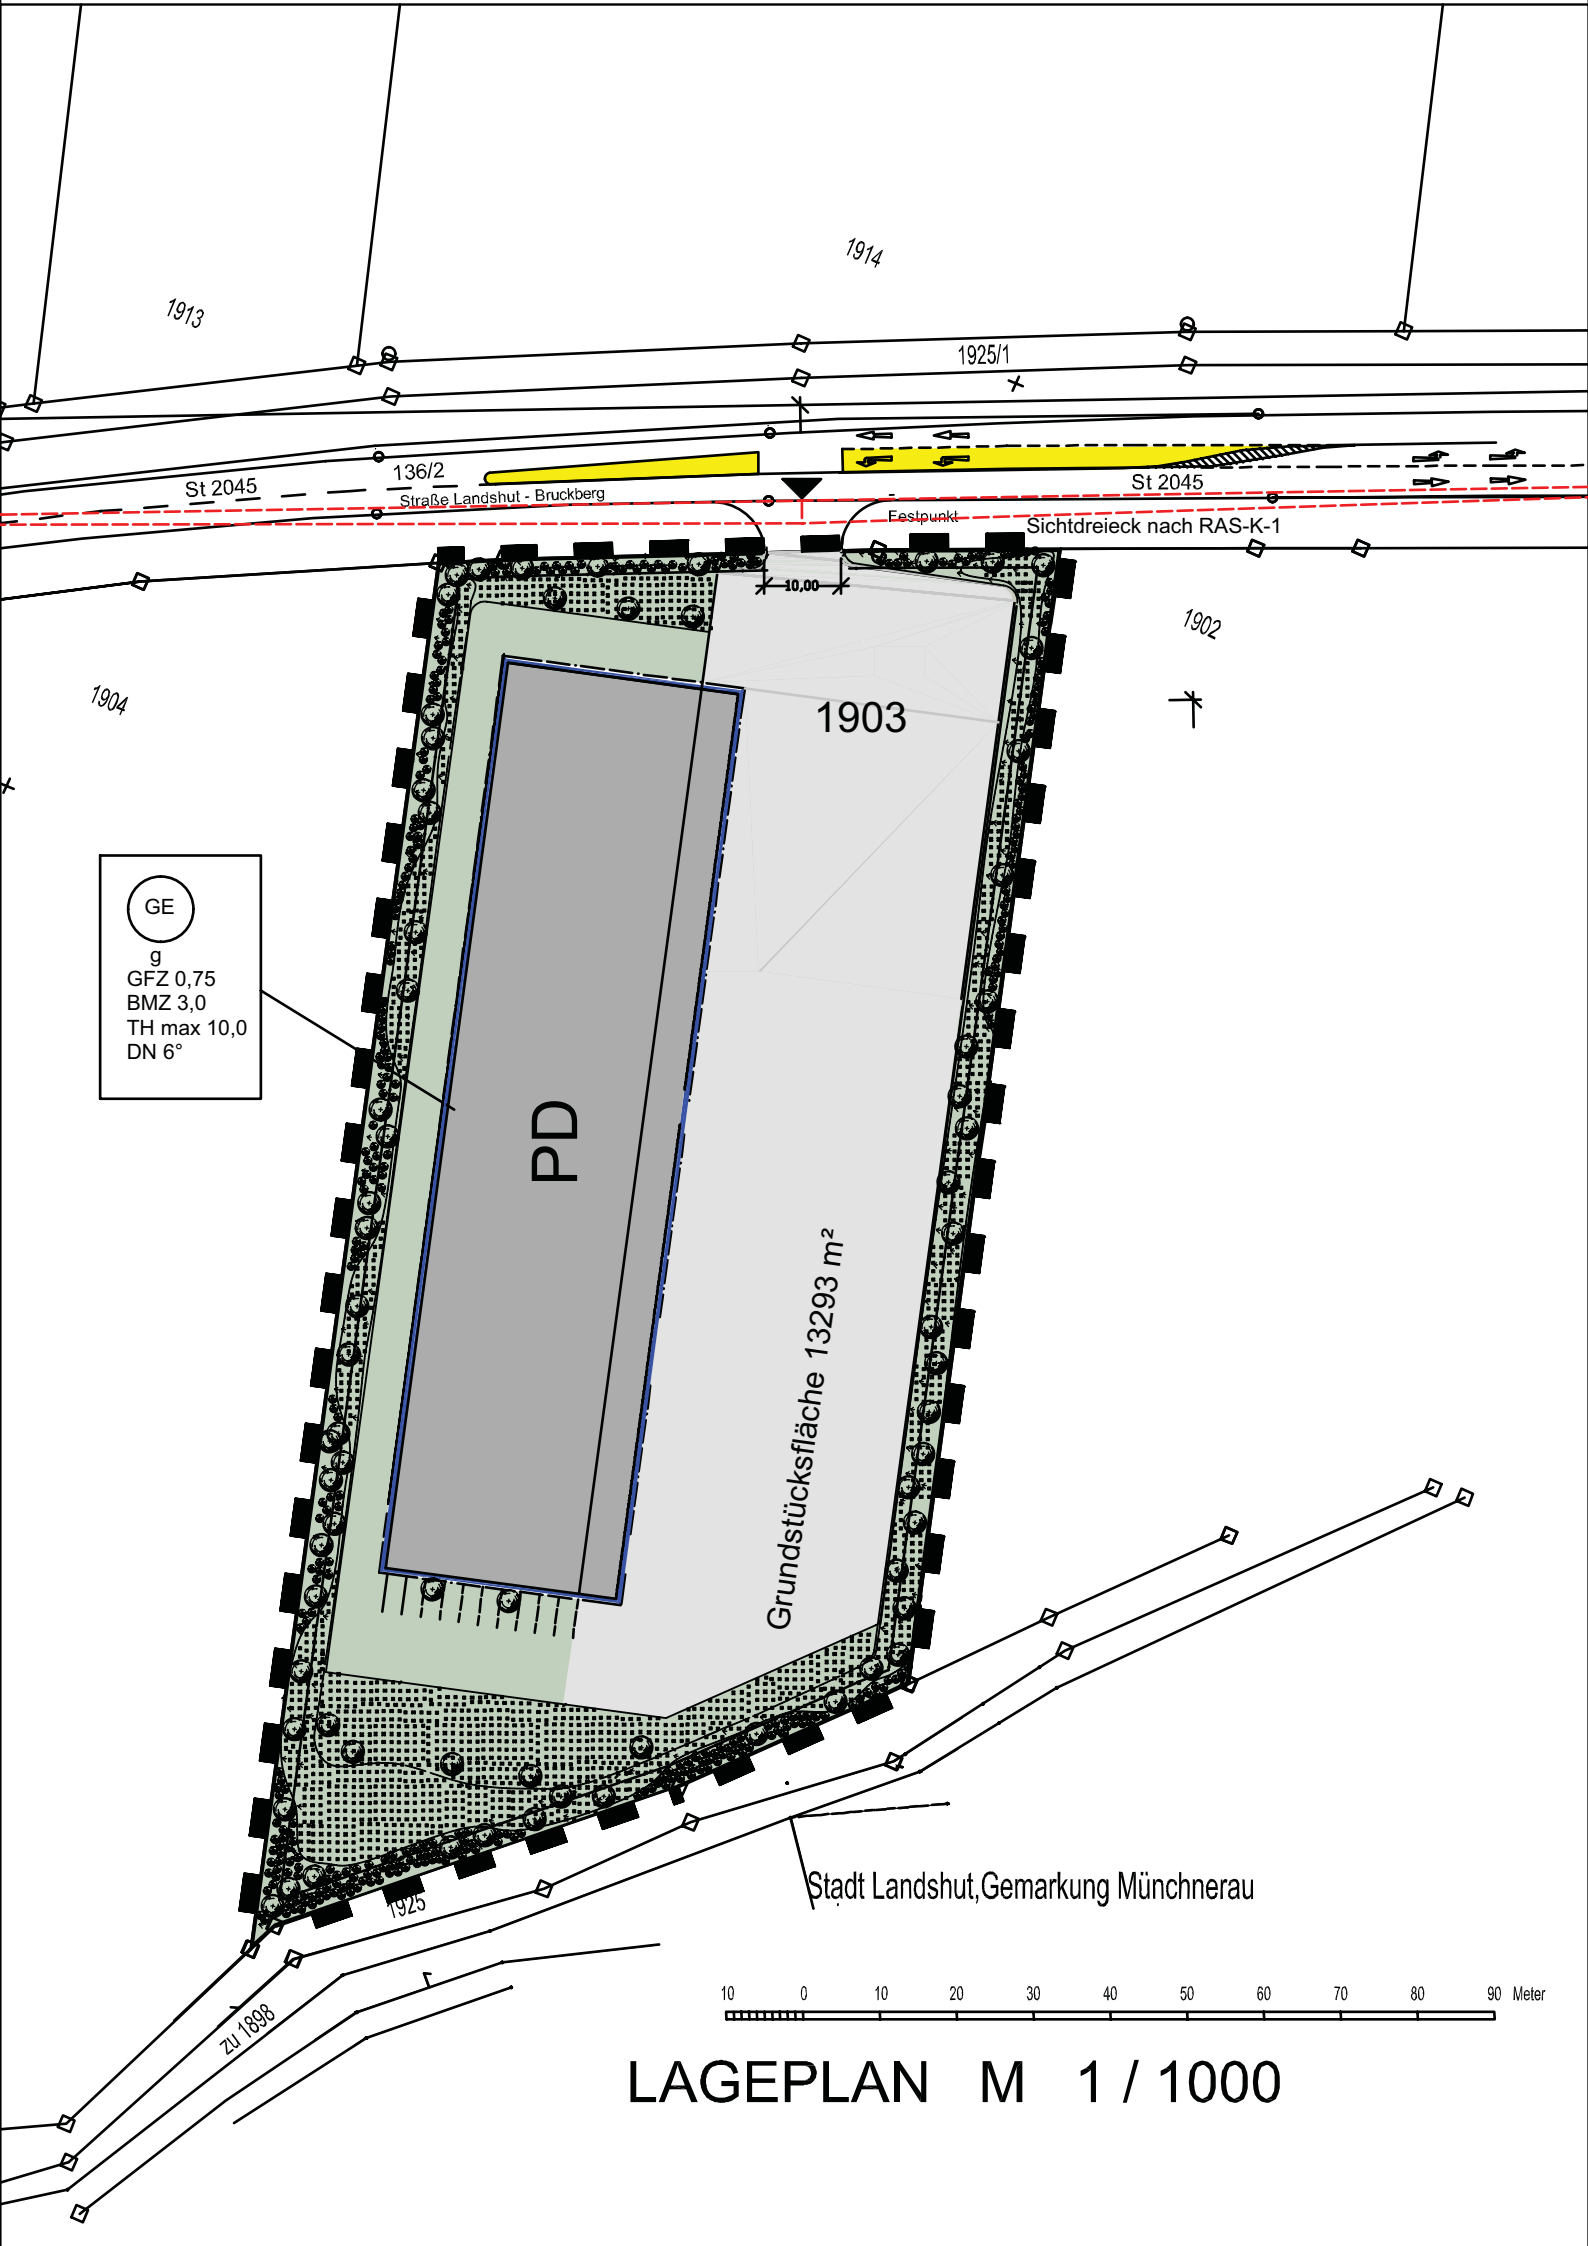 1914
1913
1925/1
136/2
St 2045
St 2045
Straße Landshut - Bruckberg
Festpunkt
Sichtdreieck nach RAS-K-1
10,00
1902
1904
1903
GE
g
GFZ 0,75
BMZ 3,0
TH max 10,0
DN 6°
PD
Grundstücksfläche 13293 m²
Stadt Landshut,Gemarkung Münchnerau
1925
zu 1898
10 0 10 20 30 40 50 60 70 80 90 Meter
LAGEPLAN M 1 / 1000